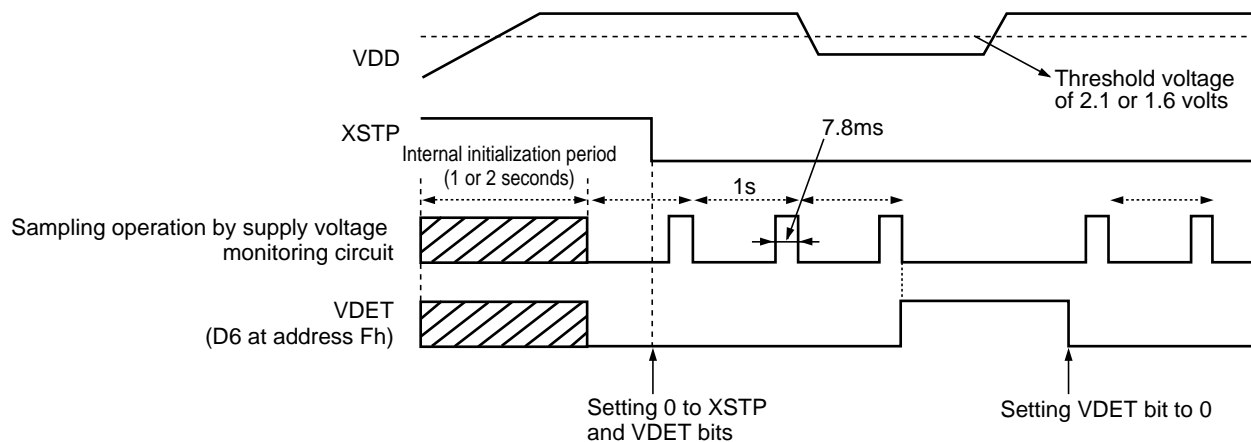 VDD
Threshold voltage
of 2.1 or 1.6 volts
XSTP
7.8ms
Internal initialization period
(1 or 2 seconds)
1s
Sampling operation by supply voltage
monitoring circuit
VDET
(D6 at address Fh)
Setting 0 to XSTP
and VDET bits
Setting VDET bit to 0